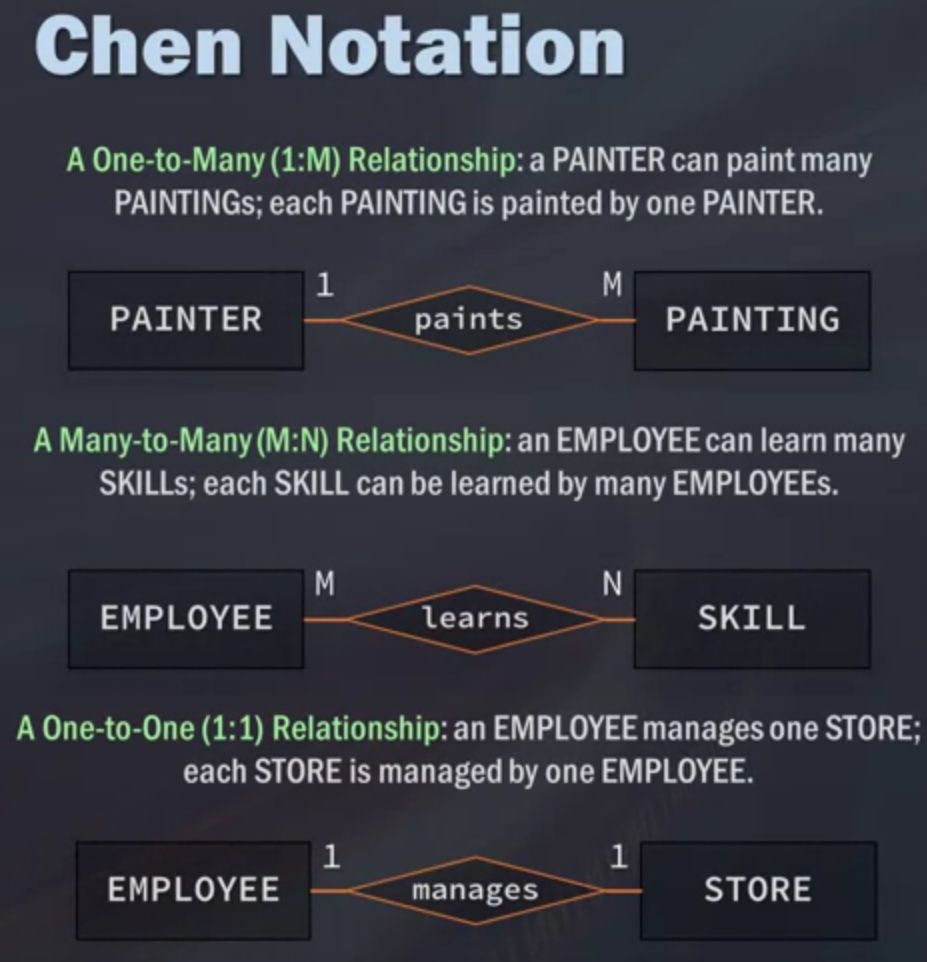 Chen Notation
A One-to-Many (1:M) Relationship: a PAINTER can paint many
PAINTINGs; each PAINTING is painted by one PAINTER.
PAINTER 1 paints M PAINTING
A Many-to-Many (M:N) Relationship: an EMPLOYEE can learn many
SKILLs; each SKILL can be learned by many EMPLOYEEs.
EMPLOYEE M learns N SKILL
A One-to-One (1:1) Relationship: an EMPLOYEE manages one STORE;
each STORE is managed by one EMPLOYEE.
EMPLOYEE 1 manages 1 STORE